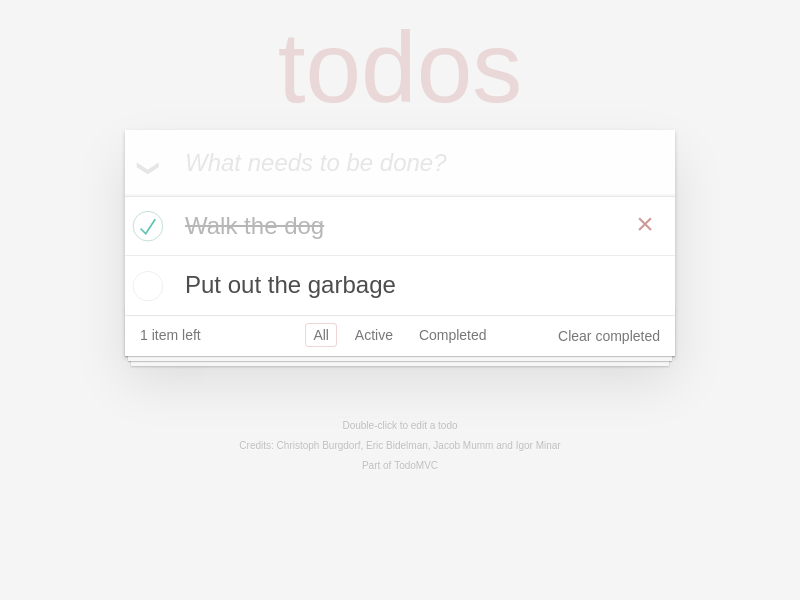 todos
What needs to be done?
Walk the dog
Put out the garbage
1 item left All Active Completed Clear completed
Double-click to edit a todo
Credits: Christoph Burgdorf, Eric Bidelman, Jacob Mumm and Igor Minar
Part of TodoMVC